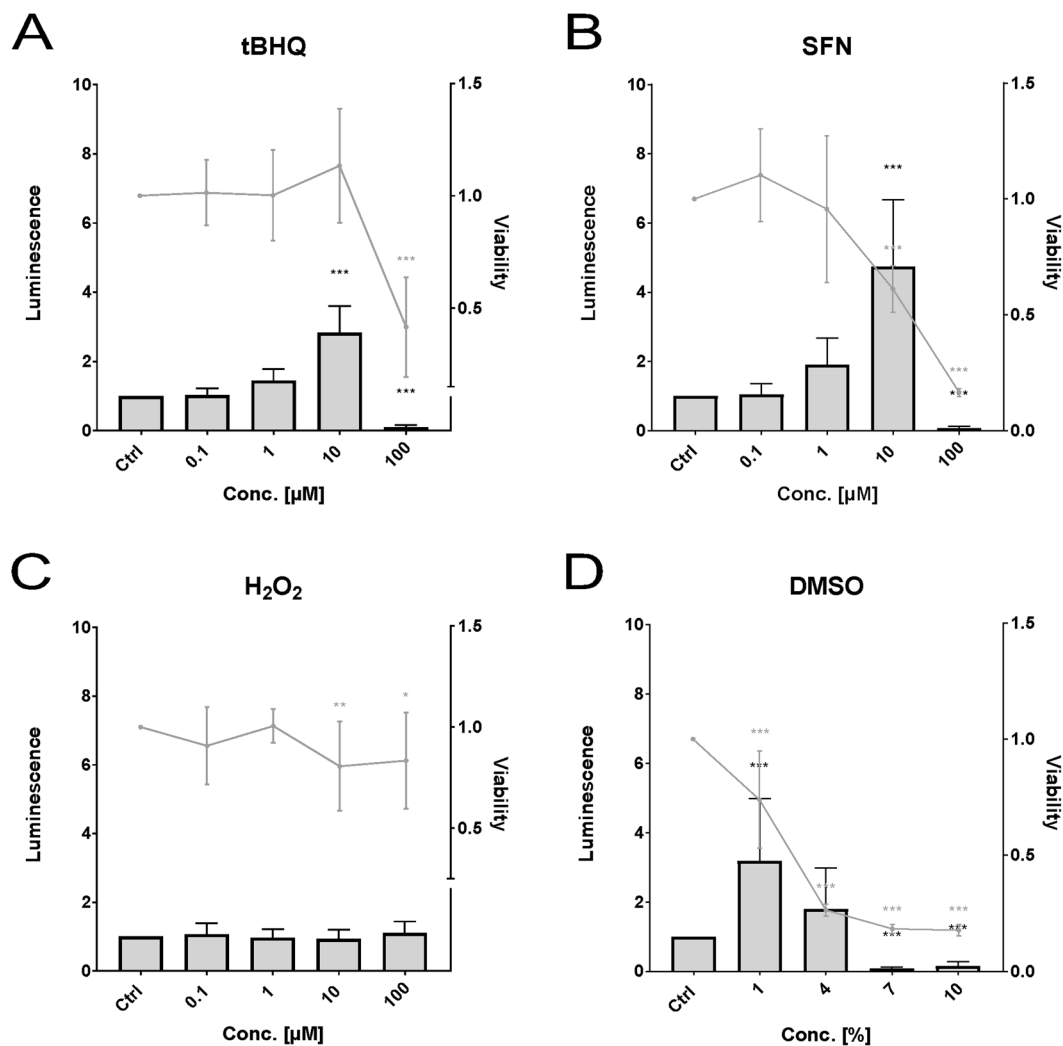 A
tBHQ
10
8
6
4
2
0
Luminescence
1.5
1.0
0.5
Viability
***
***
***
Ctrl
0.1
1
10
100
Conc. [µM]
B
SFN
10
8
6
4
2
0
Luminescence
1.5
1.0
0.5
0.0
Viability
***
***
***
***
Ctrl
0.1
1
10
100
Conc. [µM]
C
H₂O₂
10
8
6
4
2
0
Luminescence
1.5
1.0
0.5
Viability
**
*
Ctrl
0.1
1
10
100
Conc. [µM]
D
DMSO
10
8
6
4
2
0
Luminescence
1.5
1.0
0.5
0.0
Viability
***
***
***
***
***
***
***
Ctrl
1
4
7
10
Conc. [%]